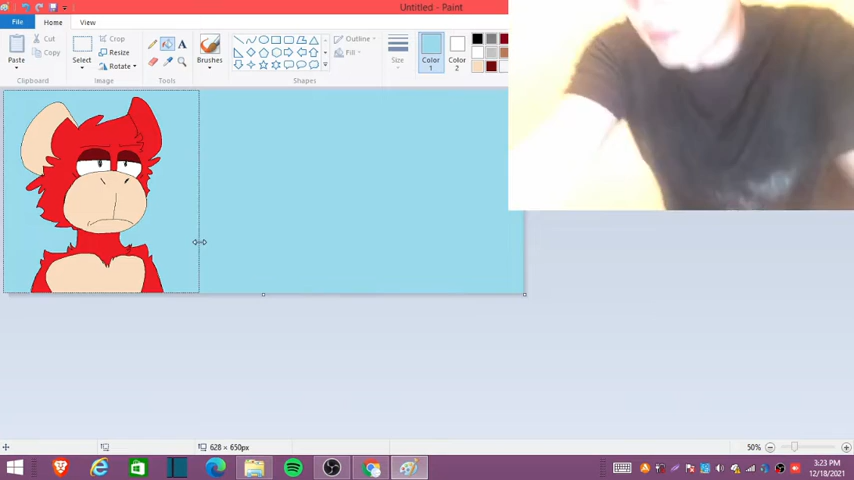 Untitled - Paint
File Home View
Paste
Cut
Copy
Clipboard
Select
Crop
Resize
Rotate
Image
A
Tools
Brushes
Shapes
Outline
Fill
Size
Color
1
Color
2
628 × 650px
50%
3:23 PM
12/18/2021